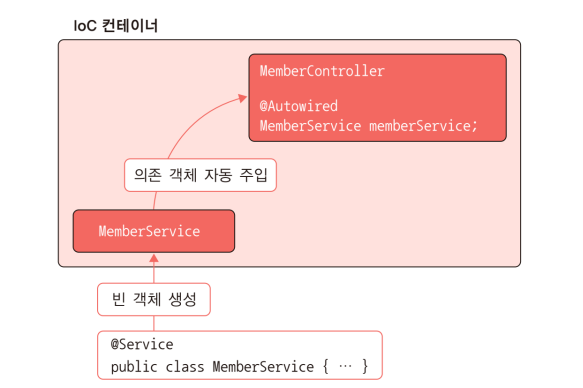 IoC 컨테이너
MemberController
@Autowired
MemberService memberService;
의존 객체 자동 주입
MemberService
빈 객체 생성
@Service
public class MemberService { ··· }